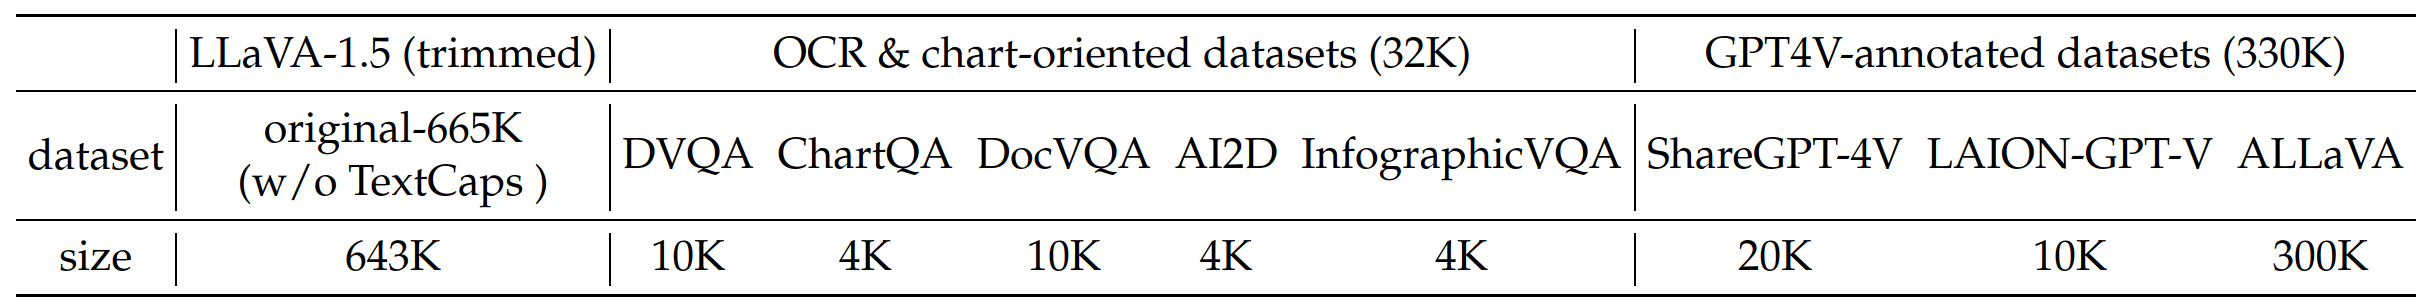 LLaVA-1.5 (trimmed) OCR & chart-oriented datasets (32K) GPT4V-annotated datasets (330K)
dataset original-665K (w/o TextCaps ) DVQA ChartQA DocVQA AI2D InfographicVQA ShareGPT-4V LAION-GPT-V ALLaVA
size 643K 10K 4K 10K 4K 4K 20K 10K 300K